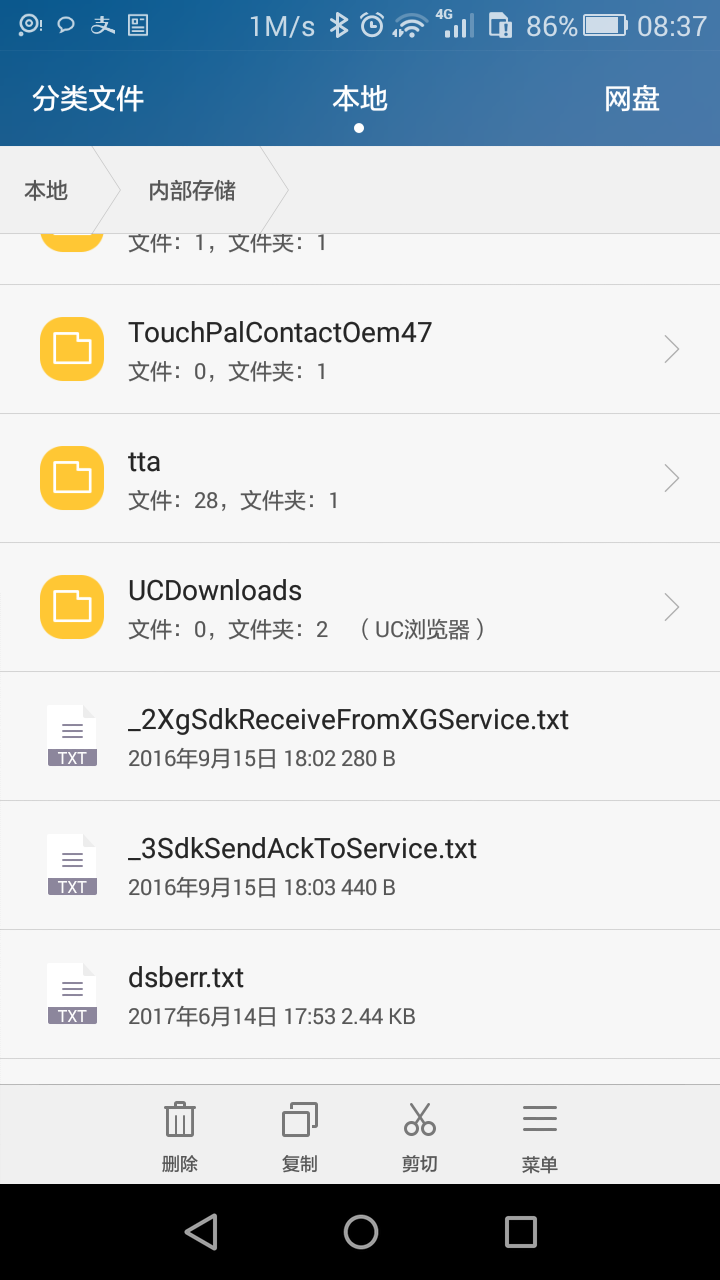 1M/s 4G 86% 08:37
分类文件 本地 网盘
本地 内部存储
文件：1，文件夹：1
TouchPalContactOem47
文件：0，文件夹：1
tta
文件：28，文件夹：1
UCDownloads
文件：0，文件夹：2 （UC浏览器）
_2XgSdkReceiveFromXGService.txt
TXT
2016年9月15日 18:02 280 B
_3SdkSendAckToService.txt
TXT
2016年9月15日 18:03 440 B
dsberr.txt
TXT
2017年6月14日 17:53 2.44 KB
删除 复制 剪切 菜单